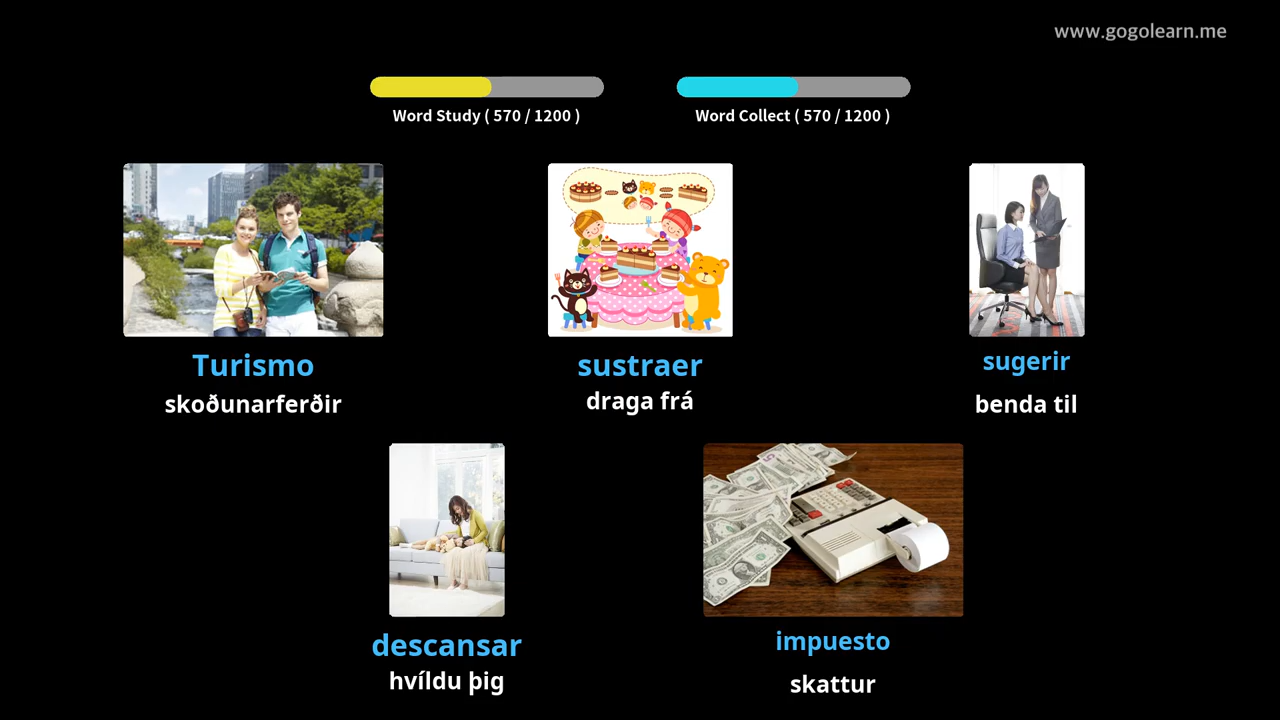 www.gogolearn.me
Word Study ( 570 / 1200 )
Word Collect ( 570 / 1200 )
Turismo
skoðunarferðir
sustraer
draga frá
sugerir
benda til
descansar
hvíldu þig
impuesto
skattur